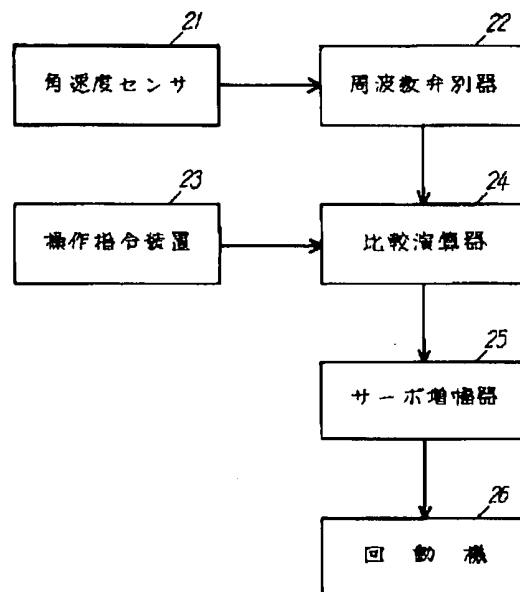 21
角速度センサ
22
周波数弁別器
23
操作指令装置
24
比較演算器
25
サーボ増幅器
26
回動機